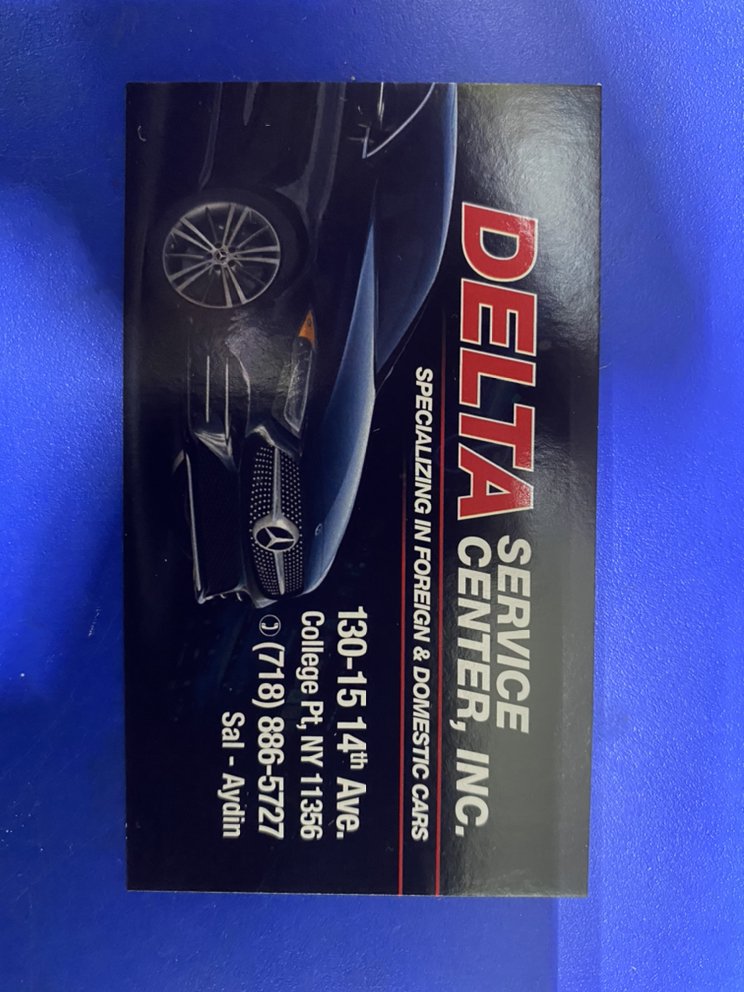 DELTA SERVICE
CENTER, INC.
SPECIALIZING IN FOREIGN & DOMESTIC CARS
130-15 14th Ave.
College Pt, NY 11356
(718) 886-5727
Sal - Aydin